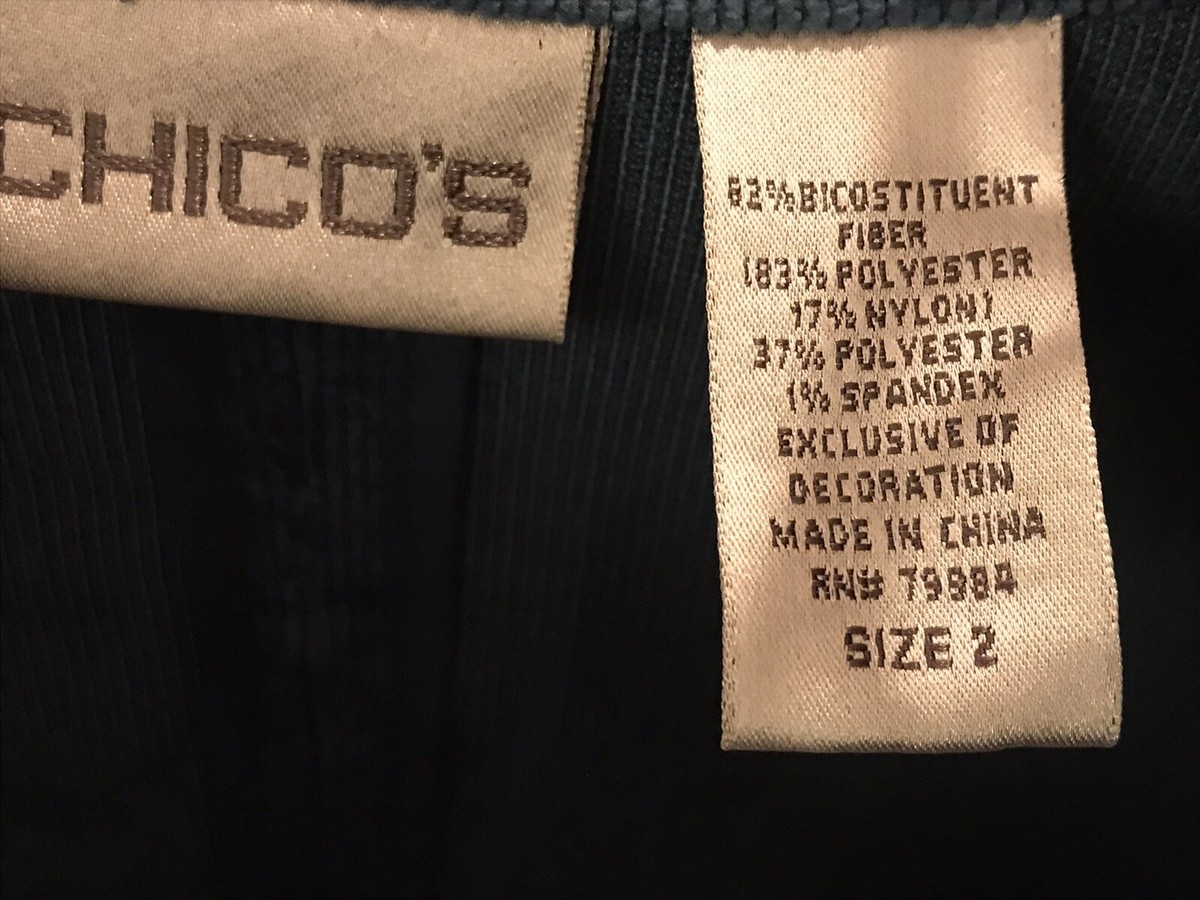 CHICO'S
82%BICOSTITUENT
FIBER
(83% POLYESTER
17% NYLON)
37% POLYESTER
1% SPANDEX
EXCLUSIVE OF
DECORATION
MADE IN CHINA
RN# 79984
SIZE 2